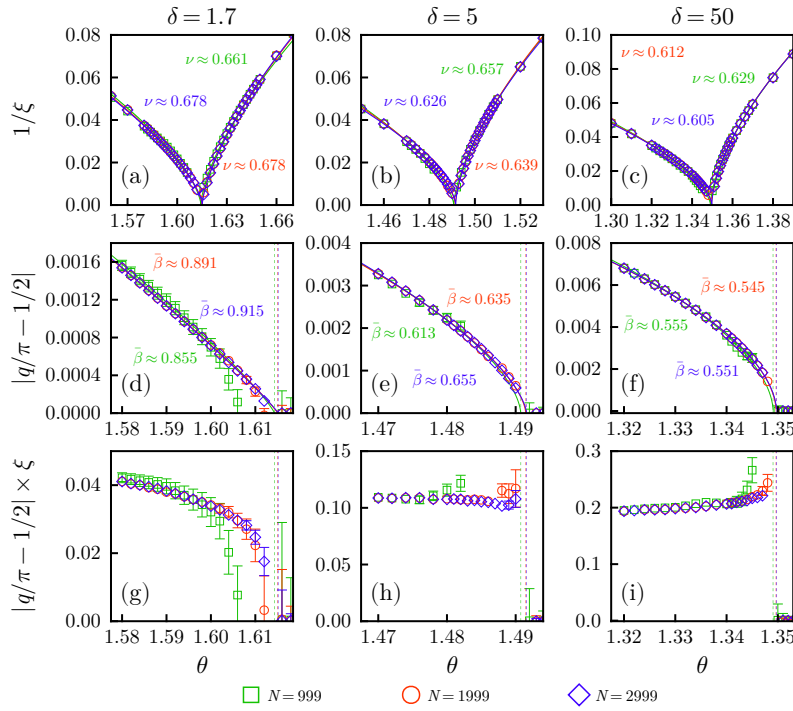 δ = 1.7
δ = 5
δ = 50
1/ξ
0.08
0.06
0.04
0.02
0.00
ν ≈ 0.661
ν ≈ 0.678
ν ≈ 0.678
(a)
1.57 1.60 1.63 1.66
0.08
0.06
0.04
0.02
0.00
ν ≈ 0.657
ν ≈ 0.626
ν ≈ 0.639
(b)
1.46 1.48 1.50 1.52
0.10
0.08
0.06
0.04
0.02
0.00
ν ≈ 0.612
ν ≈ 0.629
ν ≈ 0.605
(c)
1.30 1.32 1.34 1.36 1.38
|q/π − 1/2|
0.0016
0.0012
0.0008
0.0004
0.0000
β̄ ≈ 0.891
β̄ ≈ 0.915
β̄ ≈ 0.855
(d)
1.58 1.59 1.60 1.61
0.004
0.003
0.002
0.001
0.000
β̄ ≈ 0.635
β̄ ≈ 0.613
β̄ ≈ 0.655
(e)
1.47 1.48 1.49
0.008
0.006
0.004
0.002
0.000
β̄ ≈ 0.545
β̄ ≈ 0.555
β̄ ≈ 0.551
(f)
1.32 1.33 1.34 1.35
|q/π − 1/2| × ξ
0.04
0.02
0.00
(g)
1.58 1.59 1.60 1.61
θ
0.15
0.10
0.05
0.00
(h)
1.47 1.48 1.49
θ
0.3
0.2
0.1
0.0
(i)
1.32 1.33 1.34 1.35
θ
N = 999
N = 1999
N = 2999